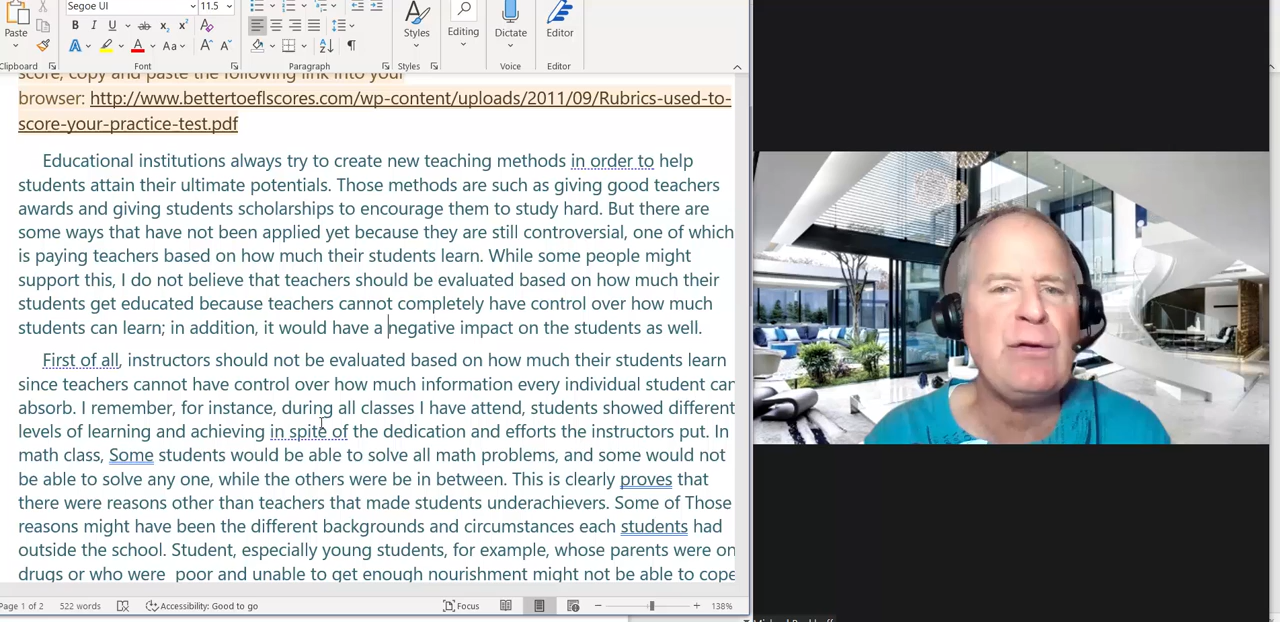 Segoe UI 11.5
Paste
B I U ab x₂ x² A
A A Aa A A
Styles
Editing
Dictate
Editor
Clipboard Font Paragraph Styles Voice Editor
score, copy and paste the following link into your
browser: http://www.bettertoeflscores.com/wp-content/uploads/2011/09/Rubrics-used-to-
score-your-practice-test.pdf
Educational institutions always try to create new teaching methods in order to help
students attain their ultimate potentials. Those methods are such as giving good teachers
awards and giving students scholarships to encourage them to study hard. But there are
some ways that have not been applied yet because they are still controversial, one of which
is paying teachers based on how much their students learn. While some people might
support this, I do not believe that teachers should be evaluated based on how much their
students get educated because teachers cnnot completely have control over how much
students can learn; in addition, it would have a negative impact on the students as well.
First of all, instructors should not be evaluated based on how much their students learn
since teachers cannot have control over how much information every individual student can
absorb. I remember, for instance, during all classes I have attend, students showed different
levels of learning and achieving in spite of the dedication and efforts the instructors put. In
math class, Some students would be able to solve all math problems, and some would not
be able to solve any one, while the others were be in between. This is clearly proves that
there were reasons other than teachers that made students underachievers. Some of Those
reasons might have been the different backgrounds and circumstances each students had
outside the school. Student, especially young students, for example, whose parents were on
drugs or who were poor and unable to get enough nourishment might not be able to cope
Page 1 of 2 522 words Accessibility: Good to go Focus 138%